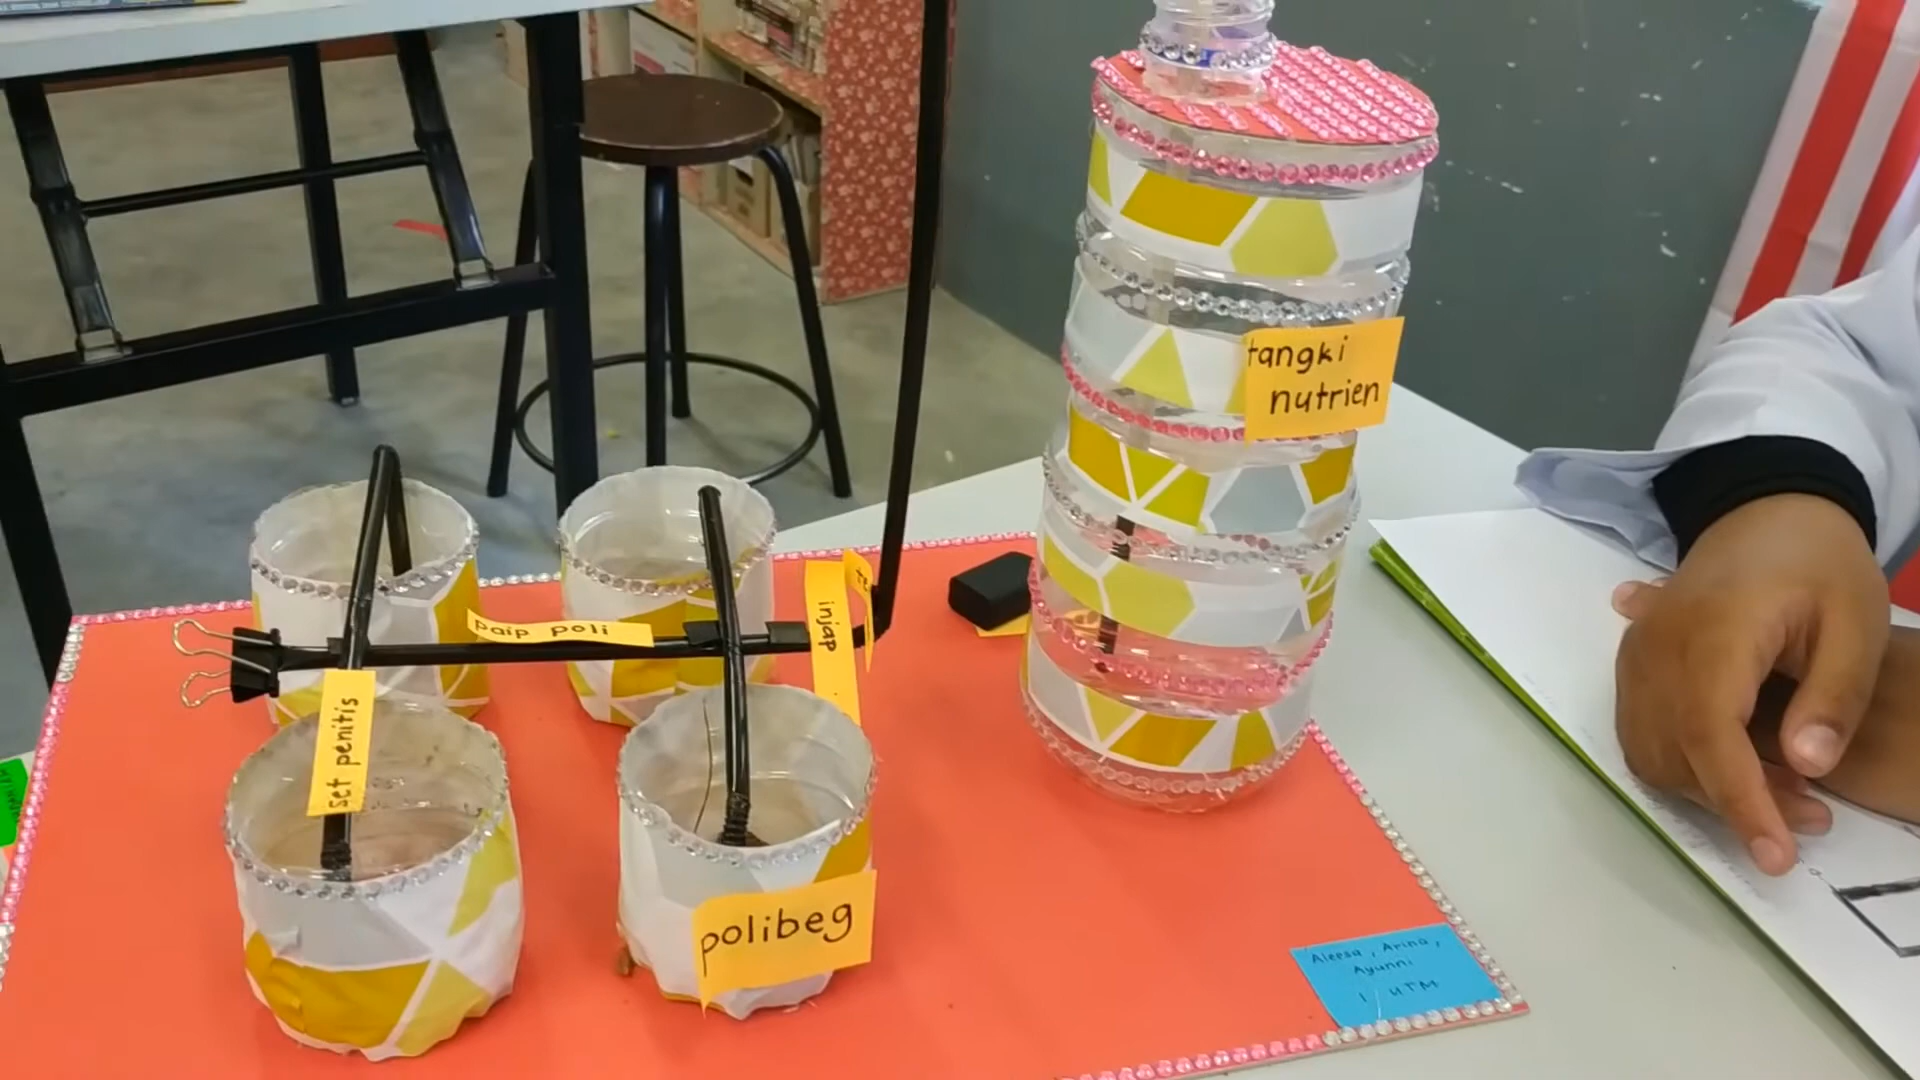 tangki
nutrien
paip poli
injap
set penitis
polibeg
Aleesa, Arina,
Ayunni
1 UTM